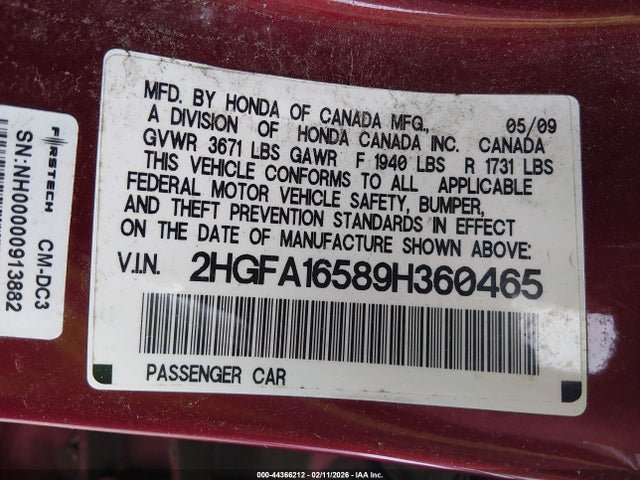 MFD. BY HONDA OF CANADA MFG., 05/09
A DIVISION OF HONDA CANADA INC. CANADA
GVWR 3671 LBS GAWR F 1940 LBS R 1731 LBS
THIS VEHICLE CONFORMS TO ALL APPLICABLE
FEDERAL MOTOR VEHICLE SAFETY, BUMPER,
AND THEFT PREVENTION STANDARDS IN EFFECT
ON THE DATE OF MANUFACTURE SHOWN ABOVE:
V.I.N. 2HGFA16589H360465
PASSENGER CAR
FIRSTECH CM-DC3
SN:NH00000913882
000-44366212 - 02/11/2026 - IAA Inc.